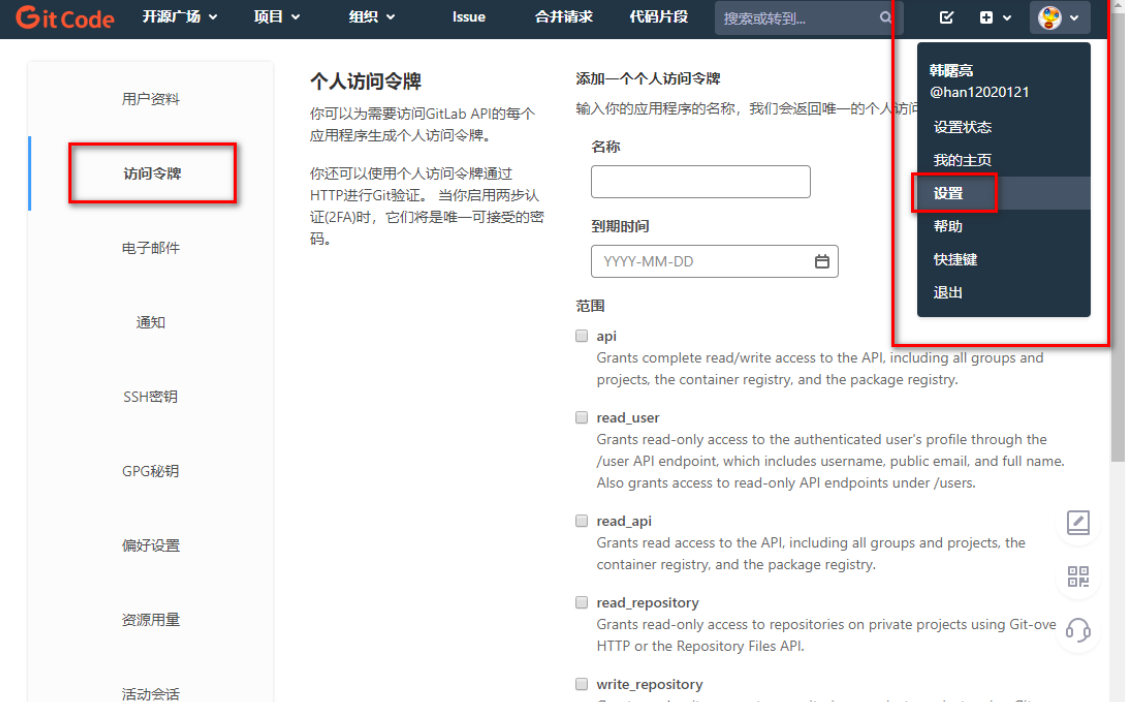 GitCode 开源广场 项目 组织 Issue 合并请求 代码片段 搜索或转到...
韩曙亮
@han12020121
设置状态
我的主页
设置
帮助
快捷键
退出
用户资料
访问令牌
电子邮件
通知
SSH密钥
GPG秘钥
偏好设置
资源用量
活动会话
个人访问令牌
你可以为需要访问GitLab API的每个
应用程序生成个人访问令牌。
你还可以使用个人访问令牌通过
HTTP进行Git验证。 当你启用两步认
证(2FA)时，它们将是唯一可接受的密
码。
添加一个个人访问令牌
输入你的应用程序的名称，我们会返回唯一的个人访问
名称
到期时间
YYYY-MM-DD
范围
api
Grants complete read/write access to the API, including all groups and
projects, the container registry, and the package registry.
read_user
Grants read-only access to the authenticated user's profile through the
/user API endpoint, which includes username, public email, and full name.
Also grants access to read-only API endpoints under /users.
read_api
Grants read access to the API, including all groups and projects, the
container registry, and the package registry.
read_repository
Grants read-only access to repositories on private projects using Git-ove
HTTP or the Repository Files API.
write_repository